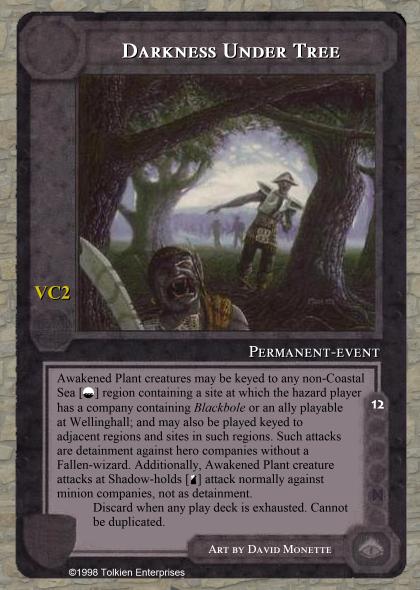 DARKNESS UNDER TREE
VC2
PERMANENT-EVENT
Awakened Plant creatures may be keyed to any non-Coastal
Sea [ ] region containing a site at which the hazard player
has a company containing Blackbole or an ally playable
at Wellinghall; and may also be played keyed to
adjacent regions and sites in such regions. Such attacks
are detainment against hero companies without a
Fallen-wizard. Additionally, Awakened Plant creature
attacks at Shadow-holds [ ] attack normally against
minion companies, not as detainment.
Discard when any play deck is exhausted. Cannot
be duplicated.
12
ART BY DAVID MONETTE
©1998 Tolkien Enterprises